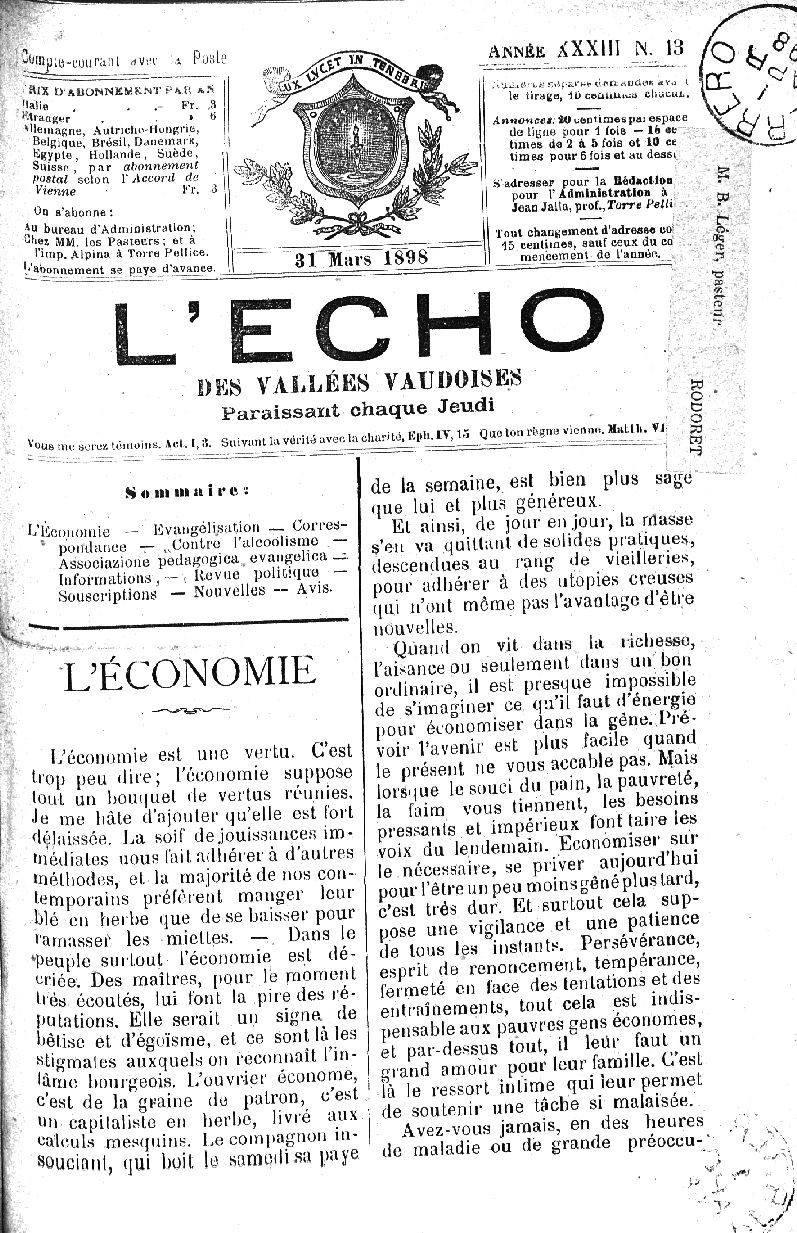 Compte-courant avec la Poste
ANNÉE XXXIII N. 13
PRIX D'ABONNEMENT PAR AN
Italie . . . Fr. 3
Etranger . . » 6
Allemagne, Autriche-Hongrie,
Belgique, Brésil, Danemark,
Egypte, Hollande, Suède,
Suisse, par abonnement
postal selon l'Accord de
Vienne Fr. 3
On s'abonne:
Au bureau d'Administration;
Chez MM. les Pasteurs; et à
l'imp. Alpina à Torre Pellice.
L'abonnement se paye d'avance.
LUX LUCET IN TENEBRIS
31 Mars 1898
le tirage, 10 centimes chacun.
Annonces: 20 centimes par espace
de ligne pour 1 fois — 15 ce
times de 2 à 5 fois et 10 ce
times pour 6 fois et au dess
S'adresser pour la Rédaction
pour l'Administration à
Jean Jalla, prof., Torre Pelli
Tout changement d'adresse co
15 centimes, sauf ceux du co
mencement de l'année.
M. B. Léger, pasteur
RODORET
L'ECHO
DES VALLÉES VAUDOISES
Paraissant chaque Jeudi
Vous me serez témoins. Act. I, 3. Suivant la vérité avec la charité, Eph. IV, 15 Que ton règne vienne. Matth. VI
Sommaire:
L'Économie — Evangélisation — Corres-
pondance — „Contre l'alcoolisme —
Associazione pedagogica evangelica —
Informations, — Revue politique —
Souscriptions — Nouvelles — Avis.
L'ÉCONOMIE
L'économie est une vertu. C'est
trop peu dire; l'économie suppose
tout un bouquet de vertus réunies.
Je me hâte d'ajouter qu'elle est fort
délaissée. La soif de jouissances im-
médiates nous fait adhérer à d'autres
méthodes, et la majorité de nos con-
temporains préfèrent manger leur
blé en herbe que de se baisser pour
ramasser les miettes. — Dans le
peuple surtout l'économie est dé-
criée. Des maîtres, pour le moment
très écoutés, lui font la pire des ré-
putations. Elle serait un signe de
bêtise et d'égoïsme, et ce sont là les
stigmates auxquels on reconnaît l'in-
fâme bourgeois. L'ouvrier économe,
c'est de la graine de patron, c'est
un capitaliste en herbe, livré aux
calculs mesquins. Le compagnon in-
souciant, qui boit le samedi sa paye
de la semaine, est bien plus sage
que lui et plus généreux.
Et ainsi, de jour en jour, la masse
s'en va quittant de solides pratiques,
descendues au rang de vieilleries,
pour adhérer à des utopies creuses
qui n'ont même pas l'avantage d'être
nouvelles.
Quand on vit dans la richesse,
l'aisance ou seulement dans un bon
ordinaire, il est presque impossible
de s'imaginer ce qu'il faut d'énergie
pour économiser dans la gêne. Pré-
voir l'avenir est plus facile quand
le présent ne vous accable pas. Mais
lorsque le souci du pain, la pauvreté,
la faim vous tiennent, les besoins
pressants et impérieux font taire les
voix du lendemain. Economiser sur
le nécessaire, se priver aujourd'hui
pour l'être un peu moins gêné plus tard,
c'est très dur. Et surtout cela sup-
pose une vigilance et une patience
de tous les instants. Persévérance,
esprit de renoncement, tempérance,
fermeté en face des tentations et des
entraînements, tout cela est indis-
pensable aux pauvres gens économes,
et par-dessus tout, il leur faut un
grand amour pour leur famille. C'est
là le ressort intime qui leur permet
de soutenir une tâche si malaisée.
Avez-vous jamais, en des heures
de maladie ou de grande préoccu-